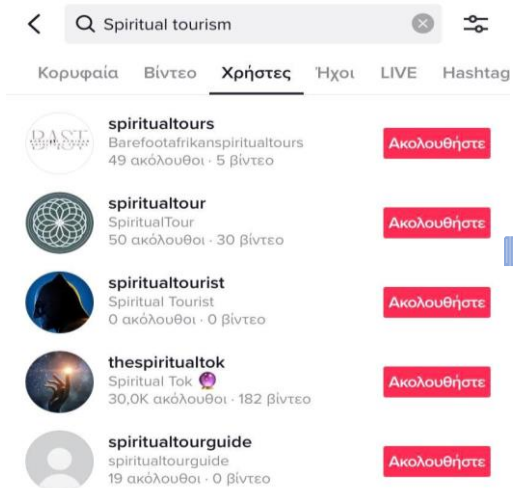 Spiritual tourism
Κορυφαία Βίντεο Χρήστες Ήχοι LIVE Hashtag
spiritualtours
Barefootafrikanspiritualtours
49 ακόλουθοι · 5 βίντεο
Ακολουθήστε
spiritualtour
SpiritualTour
50 ακόλουθοι · 30 βίντεο
Ακολουθήστε
spiritualtourist
Spiritual Tourist
0 ακόλουθοι · 0 βίντεο
Ακολουθήστε
thespiritualtok
Spiritual Tok 🔮
30,0K ακόλουθοι · 182 βίντεο
Ακολουθήστε
spiritualtourguide
spiritualtourguide
19 ακόλουθοι · 0 βίντεο
Ακολουθήστε